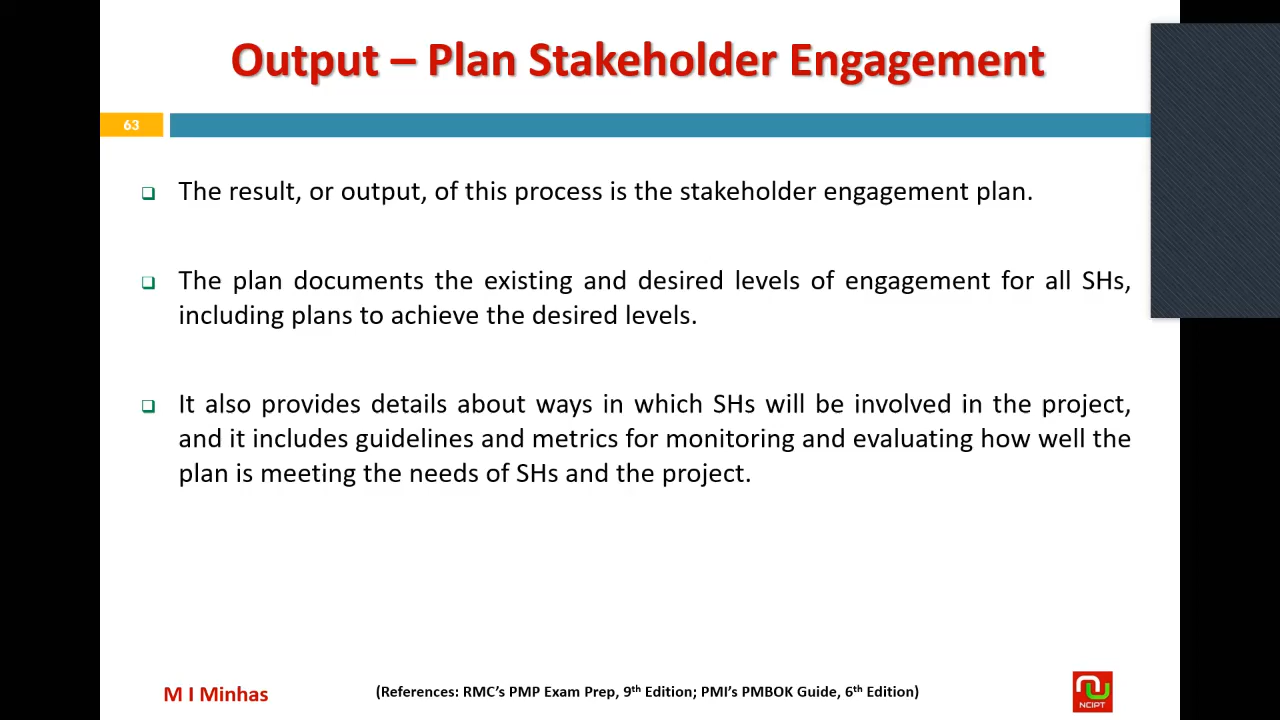 Output – Plan Stakeholder Engagement
63
The result, or output, of this process is the stakeholder engagement plan.
The plan documents the existing and desired levels of engagement for all SHs,
including plans to achieve the desired levels.
It also provides details about ways in which SHs will be involved in the project,
and it includes guidelines and metrics for monitoring and evaluating how well the
plan is meeting the needs of SHs and the project.
M I Minhas
(References: RMC’s PMP Exam Prep, 9th Edition; PMI’s PMBOK Guide, 6th Edition)
NCIPT